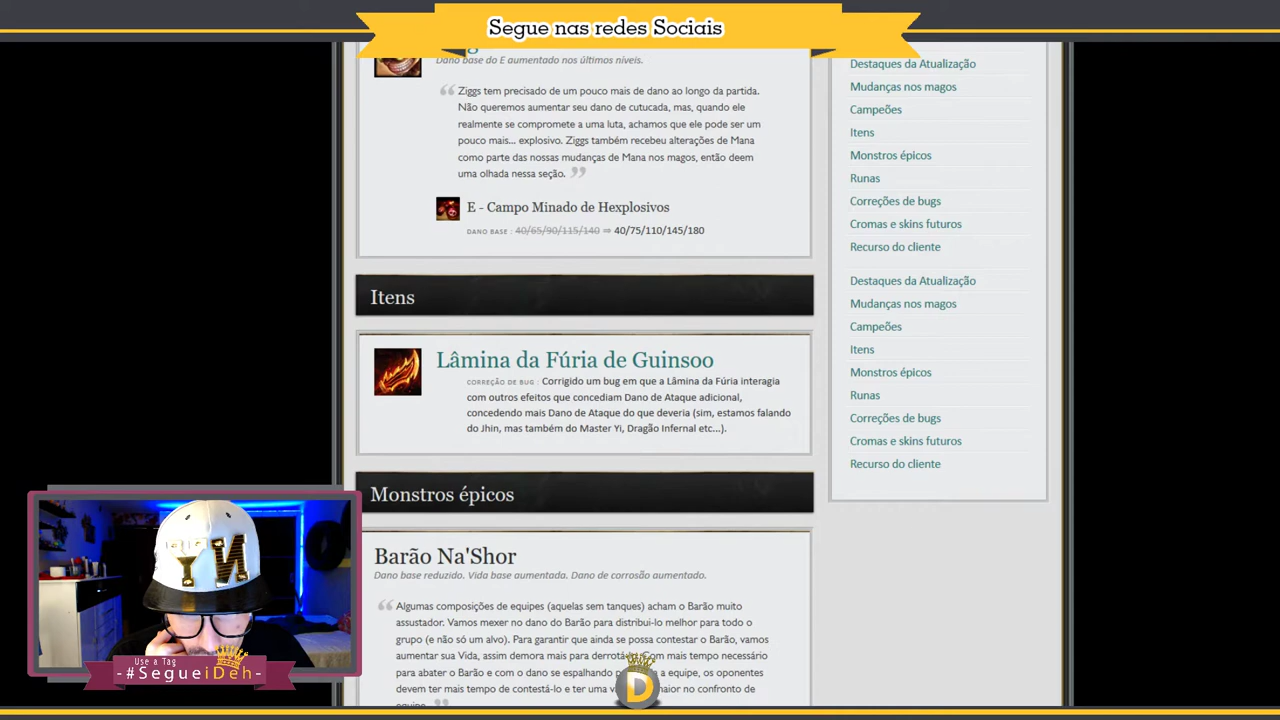 Segue nas redes Sociais
Dano base do E aumentado nos últimos níveis.
Ziggs tem precisado de um pouco mais de dano ao longo da partida.
Não queremos aumentar seu dano de cutucada, mas, quando ele
realmente se compromete a uma luta, achamos que ele pode ser um
pouco mais... explosivo. Ziggs também recebeu alterações de Mana
como parte das nossas mudanças de Mana nos magos, então deem
uma olhada nessa seção.
E - Campo Minado de Hexplosivos
DANO BASE : 40/65/90/115/140 ⇒ 40/75/110/145/180
Itens
Lâmina da Fúria de Guinsoo
CORREÇÃO DE BUG : Corrigido um bug em que a Lâmina da Fúria interagia
com outros efeitos que concediam Dano de Ataque adicional,
concedendo mais Dano de Ataque do que deveria (sim, estamos falando
do Jhin, mas também do Master Yi, Dragão Infernal etc...).
Monstros épicos
Barão Na'Shor
Dano base reduzido. Vida base aumentada. Dano de corrosão aumentado.
Algumas composições de equipes (aquelas sem tanques) acham o Barão muito
assustador. Vamos mexer no dano do Barão para distribui-lo melhor para todo o
grupo (e não só um alvo). Para garantir que ainda se possa contestar o Barão, vamos
aumentar sua Vida, assim demora mais para Com mais tempo necessário
para abater o Barão e com o dano se espalhando a equipe, os oponentes
devem ter mais tempo de contestá-lo e ter uma no confronto de
Destaques da Atualização
Mudanças nos magos
Campeões
Itens
Monstros épicos
Runas
Correções de bugs
Cromas e skins futuros
Recurso do cliente
Destaques da Atualização
Mudanças nos magos
Campeões
Itens
Monstros épicos
Runas
Correções de bugs
Cromas e skins futuros
Recurso do cliente
Use a Tag
-#SegueiDeh-
D